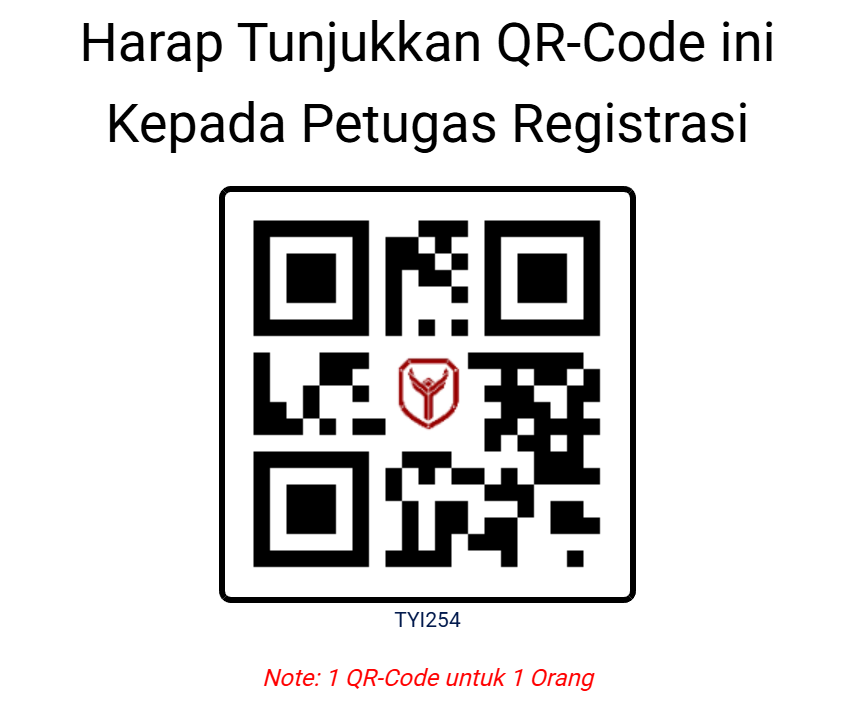 Harap Tunjukkan QR-Code ini
Kepada Petugas Registrasi
TYI254
Note: 1 QR-Code untuk 1 Orang